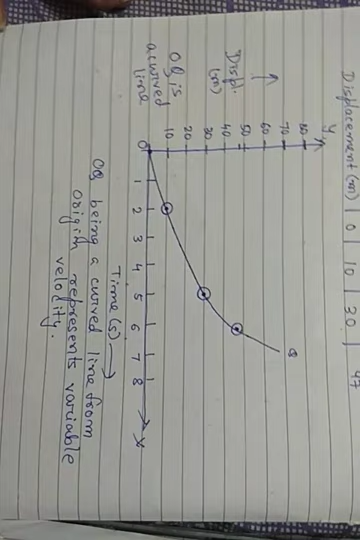 Displacement (m) | 0 | 10 | 30 | 47
Y
80
70
60
50
40
30
20
10
0
Displ.
(m)
OQ is
a curved
line
Q
1 2 3 4 5 6 7 8 X
Time (s)
OQ being a curved line from
origin represents variable
velocity.